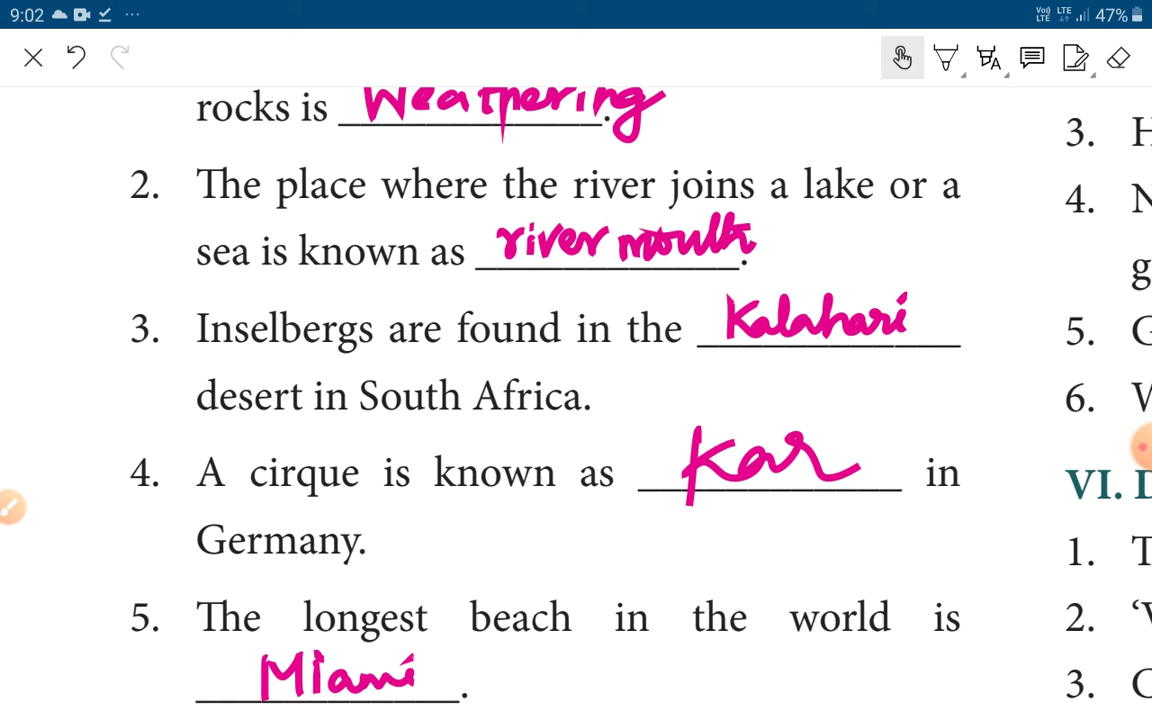 9:02 ... Vo) LTE LTE 47%
rocks is Weathering.
2. The place where the river joins a lake or a
sea is known as river mouth.
3. Inselbergs are found in the Kalahari
desert in South Africa.
4. A cirque is known as Kar in
Germany.
5. The longest beach in the world is
Miami.
3. H
4. N
g
5. G
6. W
VI. D
1. T
2. ‘V
3. C